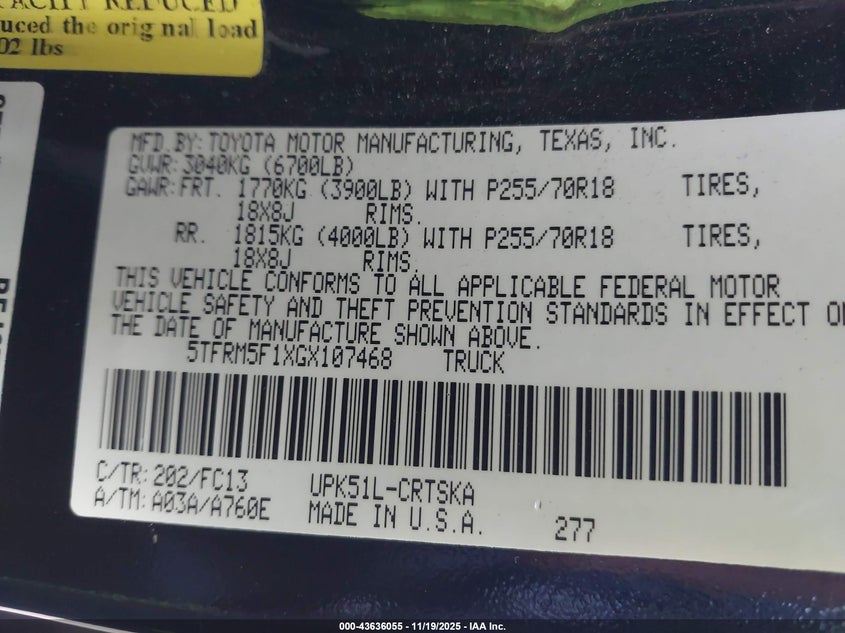 REDUCED
uced the orig nal load
02 lbs
MFD.BY:TOYOTA MOTOR MANUFACTURING, TEXAS, INC.
GVWR:3040KG (6700LB)
GAWR:FRT. 1770KG (3900LB) WITH P255/70R18 TIRES,
18X8J RIMS.
RR. 1815KG (4000LB) WITH P255/70R18 TIRES,
18X8J RIMS.
THIS VEHICLE CONFORMS TO ALL APPLICABLE FEDERAL MOTOR
VEHICLE SAFETY AND THEFT PREVENTION STANDARDS IN EFFECT
THE DATE OF MANUFACTURE SHOWN ABOVE.
5TFRM5F1XGX107468 TRUCK
C/TR:202/FC13 UPK51L-CRTSKA
A/TM:A03A/A760E MADE IN U.S.A. 277
000-43636055 - 11/19/2025 - IAA Inc.